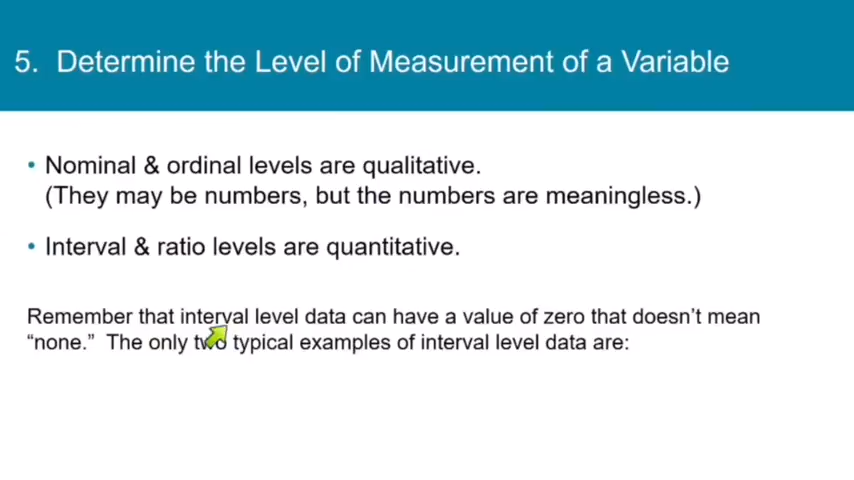 5. Determine the Level of Measurement of a Variable
• Nominal & ordinal levels are qualitative.
(They may be numbers, but the numbers are meaningless.)
• Interval & ratio levels are quantitative.
Remember that interval level data can have a value of zero that doesn’t mean
“none.” The only two typical examples of interval level data are: